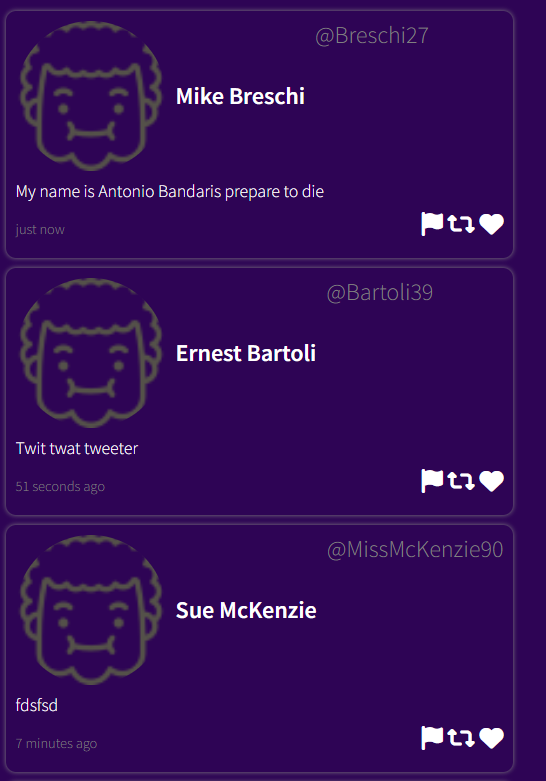 @Breschi27
Mike Breschi
My name is Antonio Bandaris prepare to die
just now
@Bartoli39
Ernest Bartoli
Twit twat tweeter
51 seconds ago
@MissMcKenzie90
Sue McKenzie
fdsfsd
7 minutes ago